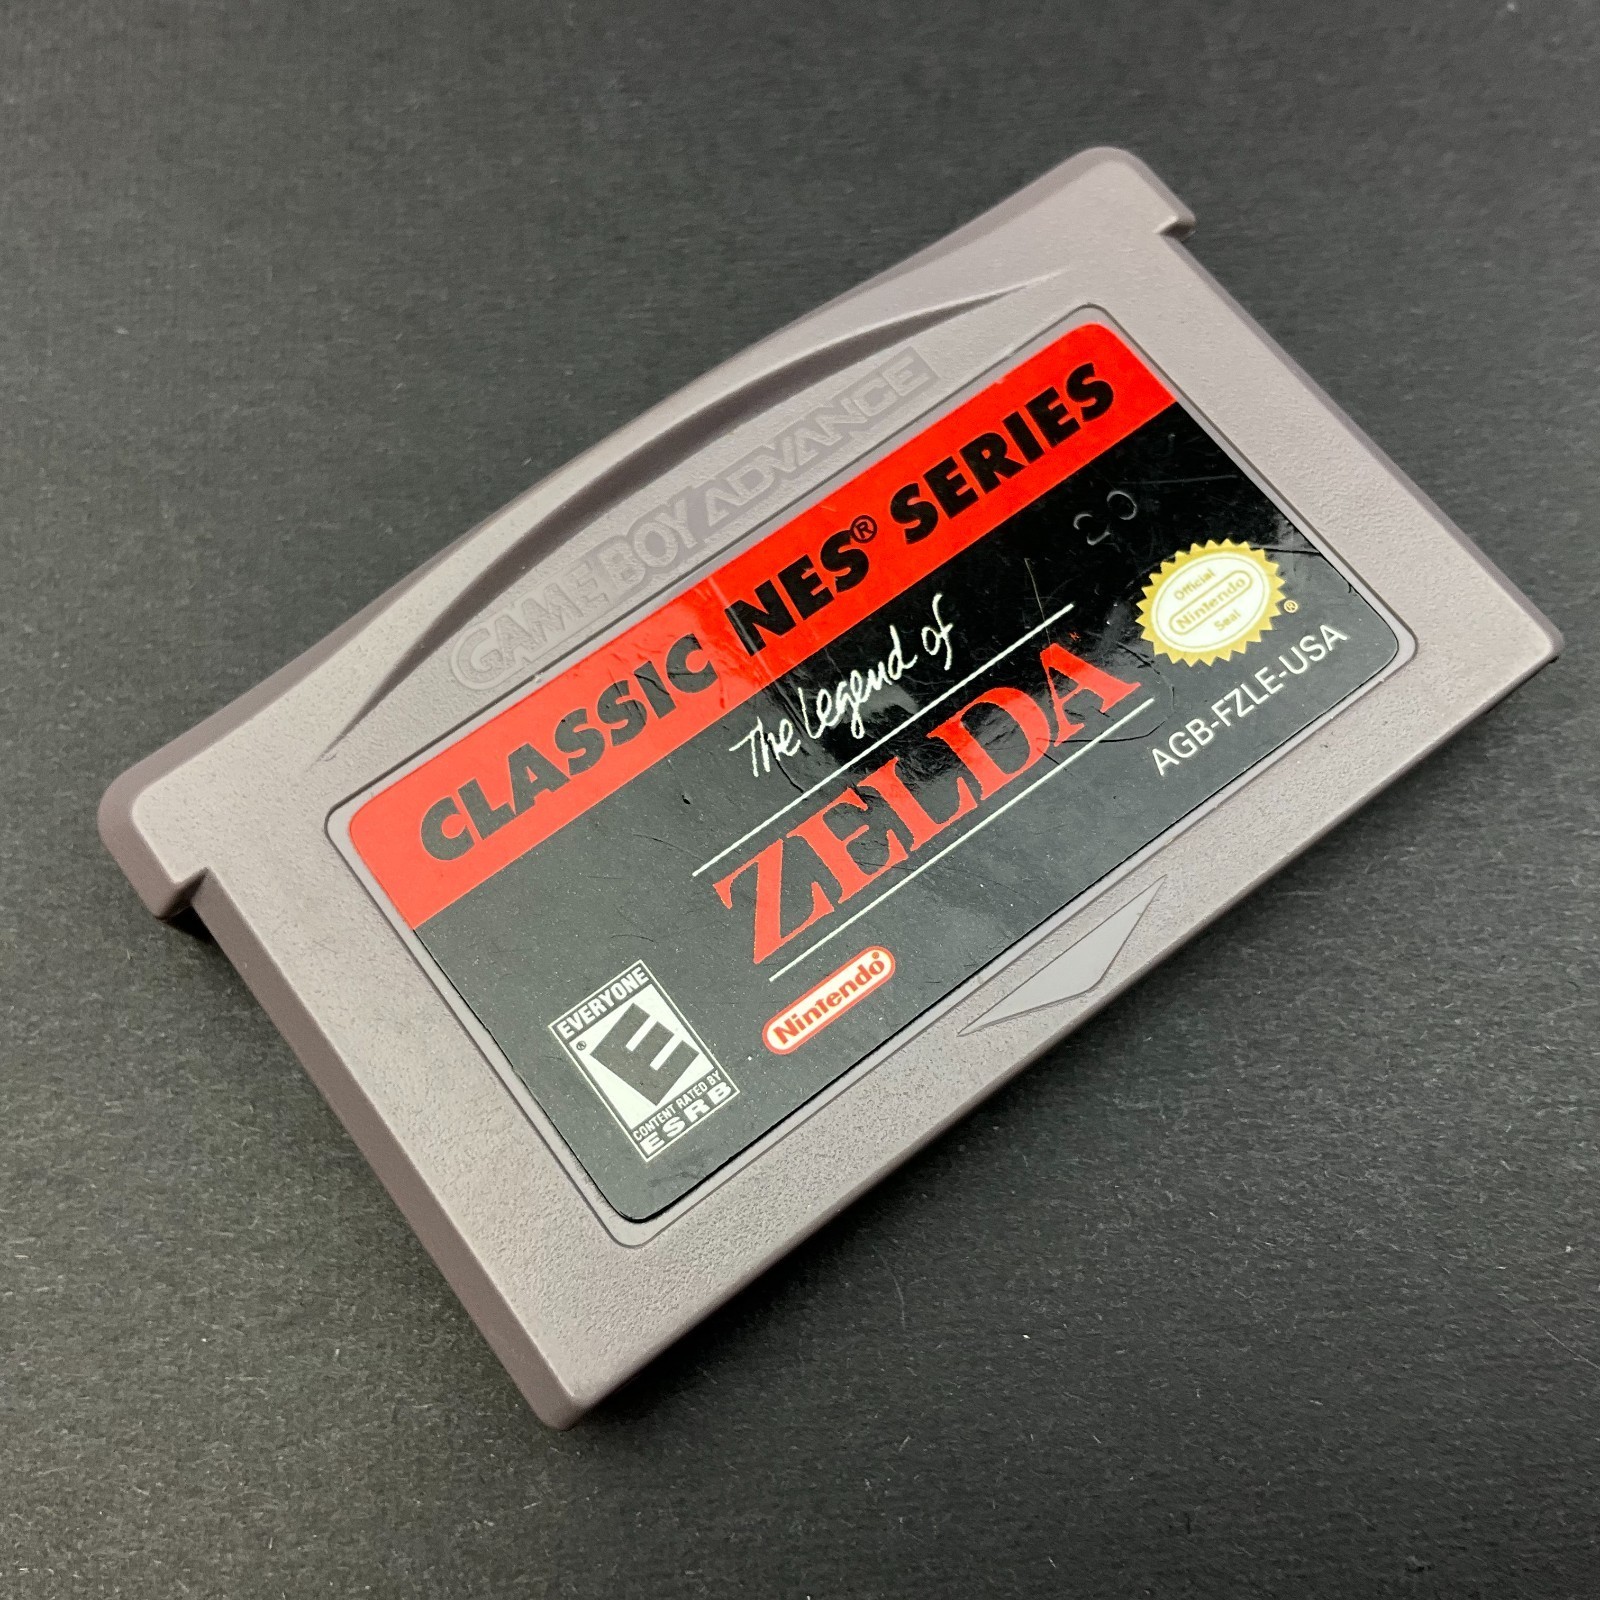 GAME BOY ADVANCE
CLASSIC NES® SERIES
20
The Legend of
ZELDA
Official
Nintendo
Seal
®
AGB-FZLE-USA
Nintendo®
EVERYONE
E
®
CONTENT RATED BY
ESRB